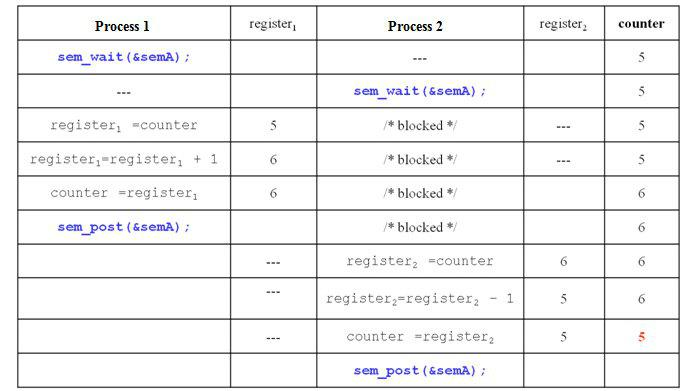 Process 1 register₁ Process 2 register₂ counter
sem_wait(&semA); --- 5
--- sem_wait(&semA); 5
register₁ =counter 5 /* blocked */ --- 5
register₁=register₁ + 1 6 /* blocked */ --- 5
counter =register₁ 6 /* blocked */ 6
sem_post(&semA); /* blocked */ 6
--- register₂ =counter 6 6
--- register₂=register₂ - 1 5 6
--- counter =register₂ 5 5
sem_post(&semA);